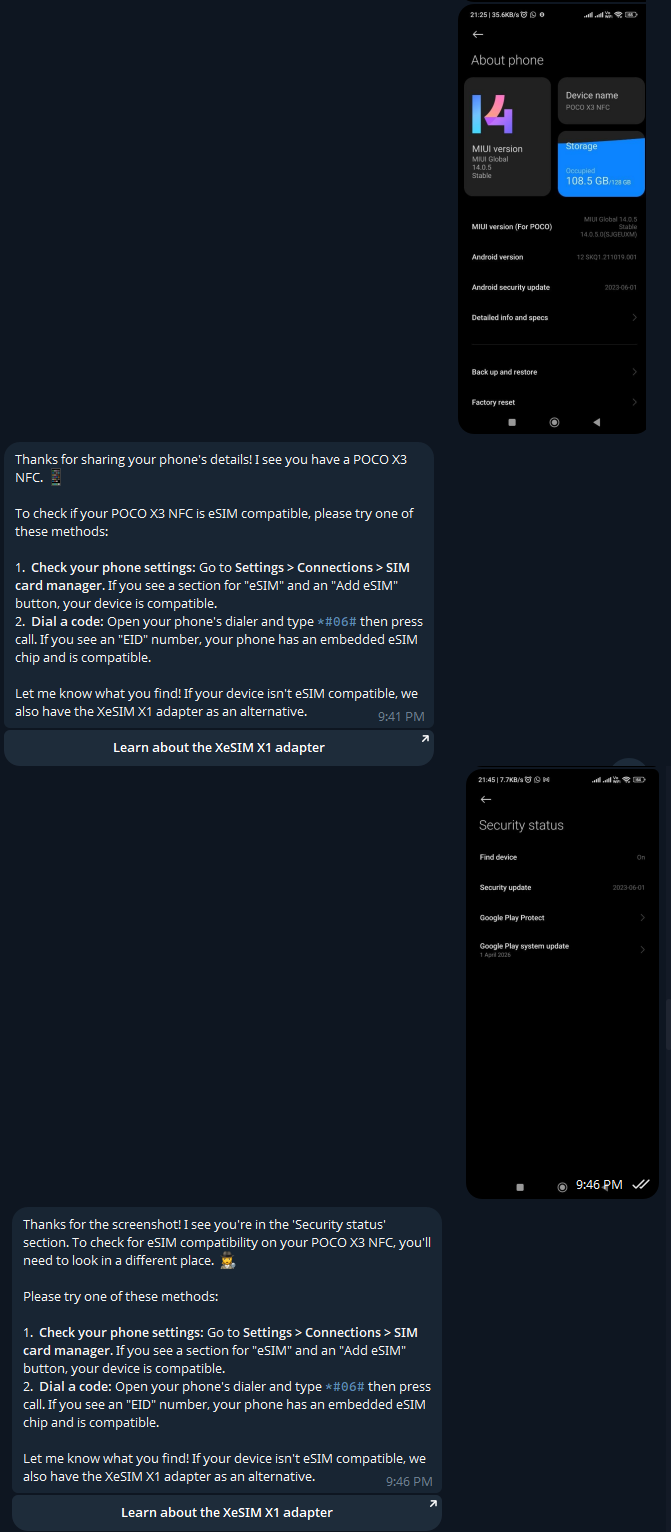 21:25 | 35.6KB/s
About phone
14
MIUI version
MIUI Global
14.0.5
Stable
Device name
POCO X3 NFC
Storage
Occupied
108.5 GB/128 GB
MIUI version (For POCO)
MIUI Global 14.0.5
Stable
14.0.5.0(SJGEUXM)
Android version
12 SKQ1.211019.001
Android security update
2023-06-01
Detailed info and specs
Back up and restore
Factory reset
Thanks for sharing your phone's details! I see you have a POCO X3
NFC.
To check if your POCO X3 NFC is eSIM compatible, please try one of
these methods:
1. Check your phone settings: Go to Settings > Connections > SIM
card manager. If you see a section for "eSIM" and an "Add eSIM"
button, your device is compatible.
2. Dial a code: Open your phone's dialer and type *#06# then press
call. If you see an "EID" number, your phone has an embedded eSIM
chip and is compatible.
Let me know what you find! If your device isn't eSIM compatible, we
also have the XeSIM X1 adapter as an alternative.
9:41 PM
Learn about the XeSIM X1 adapter
21:45 | 7.7KB/s
Security status
Find device
On
Security update
2023-06-01
Google Play Protect
Google Play system update
1 April 2026
9:46 PM
Thanks for the screenshot! I see you're in the 'Security status'
section. To check for eSIM compatibility on your POCO X3 NFC, you'll
need to look in a different place.
Please try one of these methods:
1. Check your phone settings: Go to Settings > Connections > SIM
card manager. If you see a section for "eSIM" and an "Add eSIM"
button, your device is compatible.
2. Dial a code: Open your phone's dialer and type *#06# then press
call. If you see an "EID" number, your phone has an embedded eSIM
chip and is compatible.
Let me know what you find! If your device isn't eSIM compatible, we
also have the XeSIM X1 adapter as an alternative.
9:46 PM
Learn about the XeSIM X1 adapter